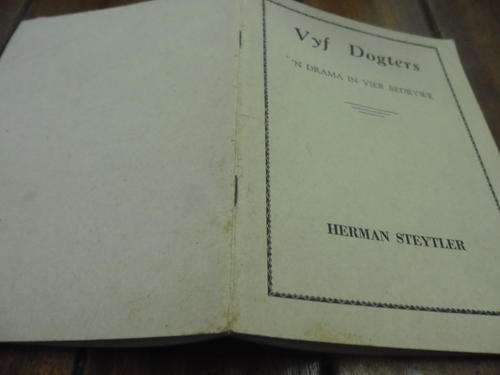 Vyf Dogters
'N DRAMA IN VIER BEDRYWE
HERMAN STEYTLER